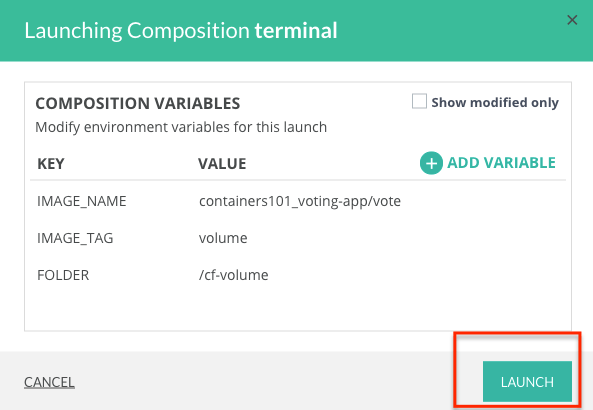 Launching Composition terminal
COMPOSITION VARIABLES
Show modified only
Modify environment variables for this launch
KEY VALUE ADD VARIABLE
IMAGE_NAME containers101_voting-app/vote
IMAGE_TAG volume
FOLDER /cf-volume
CANCEL LAUNCH